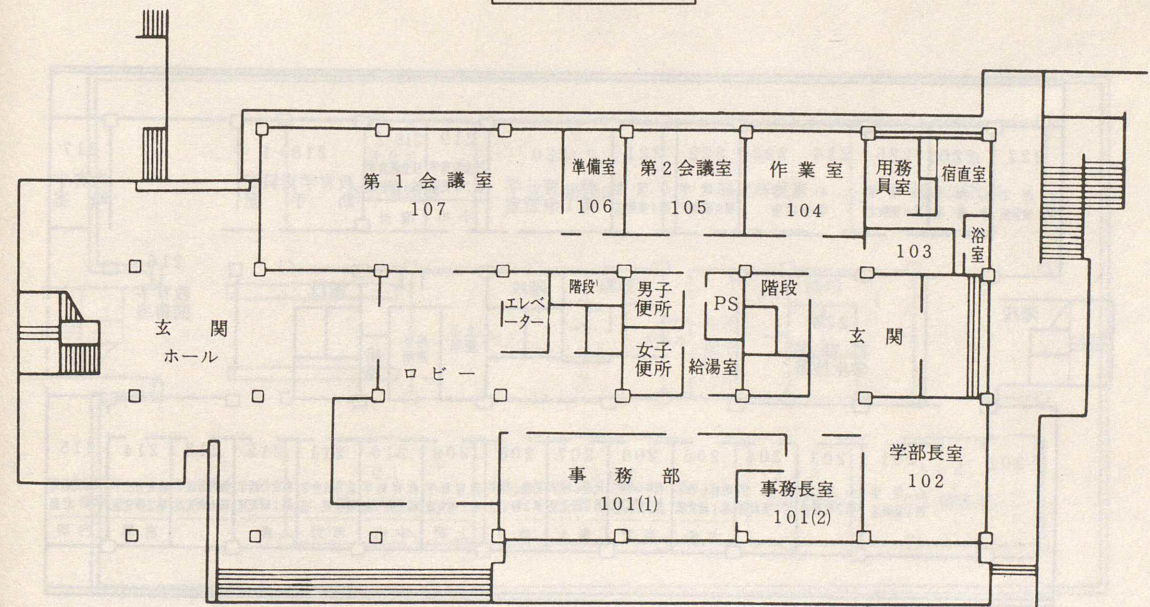 第1会議室
107
準備室
106
第2会議室
105
作業室
104
用務
員室
103
宿直室
浴
室
玄関
ホール
ロビー
エレベ
ーター
階段
男子
便所
女子
便所
PS
給湯室
階段
玄関
事務部
101(1)
事務長室
101(2)
学部長室
102